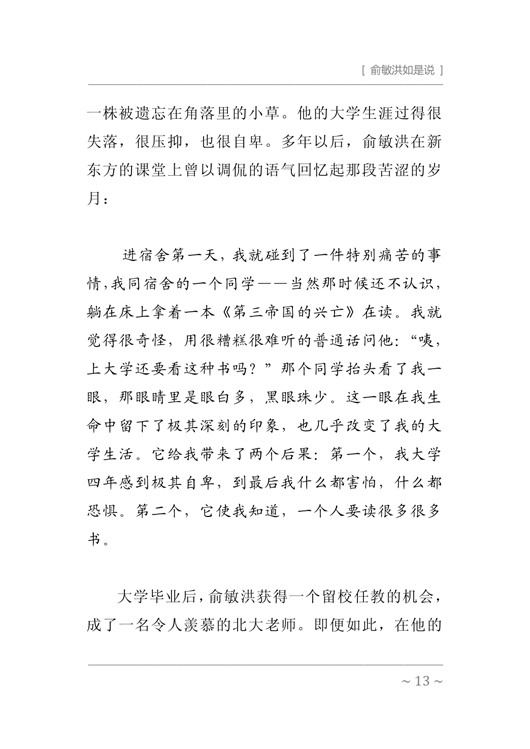 [ 俞敏洪如是说 ]
一株被遗忘在角落里的小草。他的大学生涯过得很
失落，很压抑，也很自卑。多年以后，俞敏洪在新
东方的课堂上曾以调侃的语气回忆起那段苦涩的岁
月：
进宿舍第一天，我就碰到了一件特别痛苦的事
情，我同宿舍的一个同学——当然那时候还不认识，
躺在床上拿着一本《第三帝国的兴亡》在读。我就
觉得很奇怪，用很糟糕很难听的普通话问他：“咦，
上大学还要看这种书吗？”那个同学抬头看了我一
眼，那眼睛里是眼白多，黑眼珠少。这一眼在我生
命中留下了极其深刻的印象，也几乎改变了我的大
学生活。它给我带来了两个后果：第一个，我大学
四年感到极其自卑，到最后我什么都害怕，什么都
恐惧。第二个，它使我知道，一个人要读很多很多
书。
大学毕业后，俞敏洪获得一个留校任教的机会，
成了一名令人羡慕的北大老师。即便如此，在他的
~ 13 ~